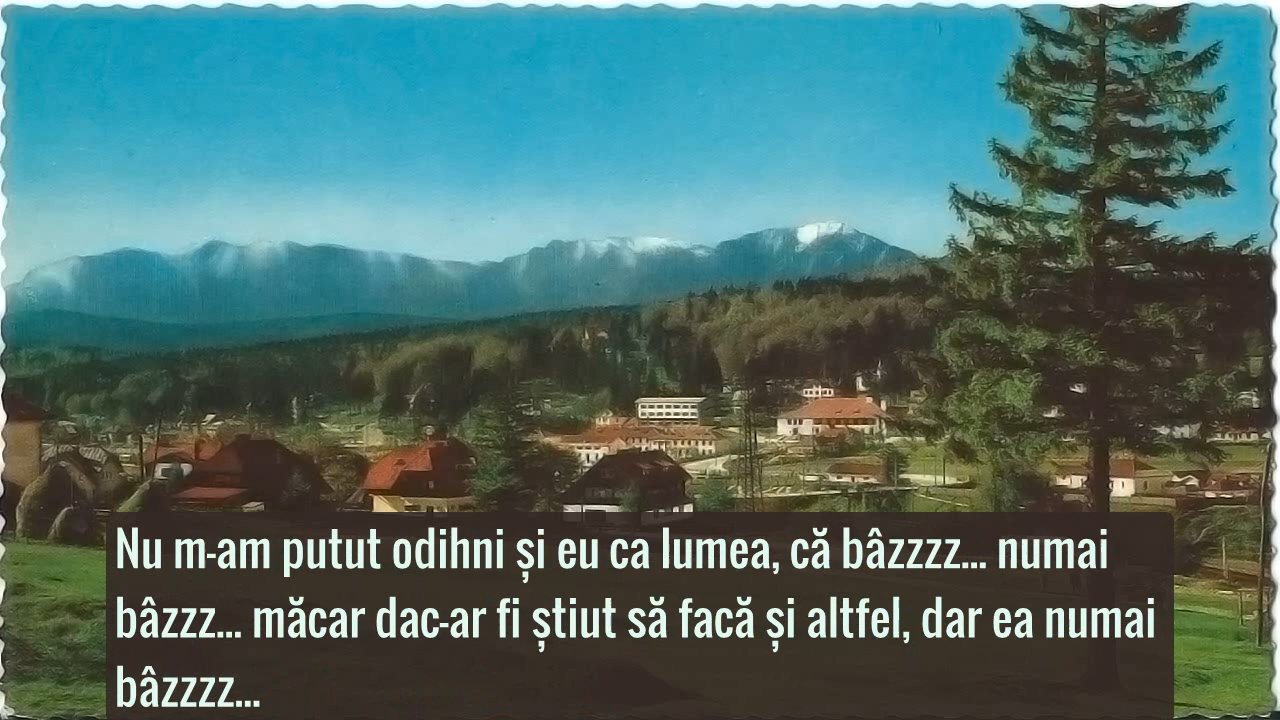 Nu m-am putut odihni și eu ca lumea, că bâzzzz... numai
bâzzz... măcar dac-ar fi știut să facă și altfel, dar ea numai
bâzzzz...